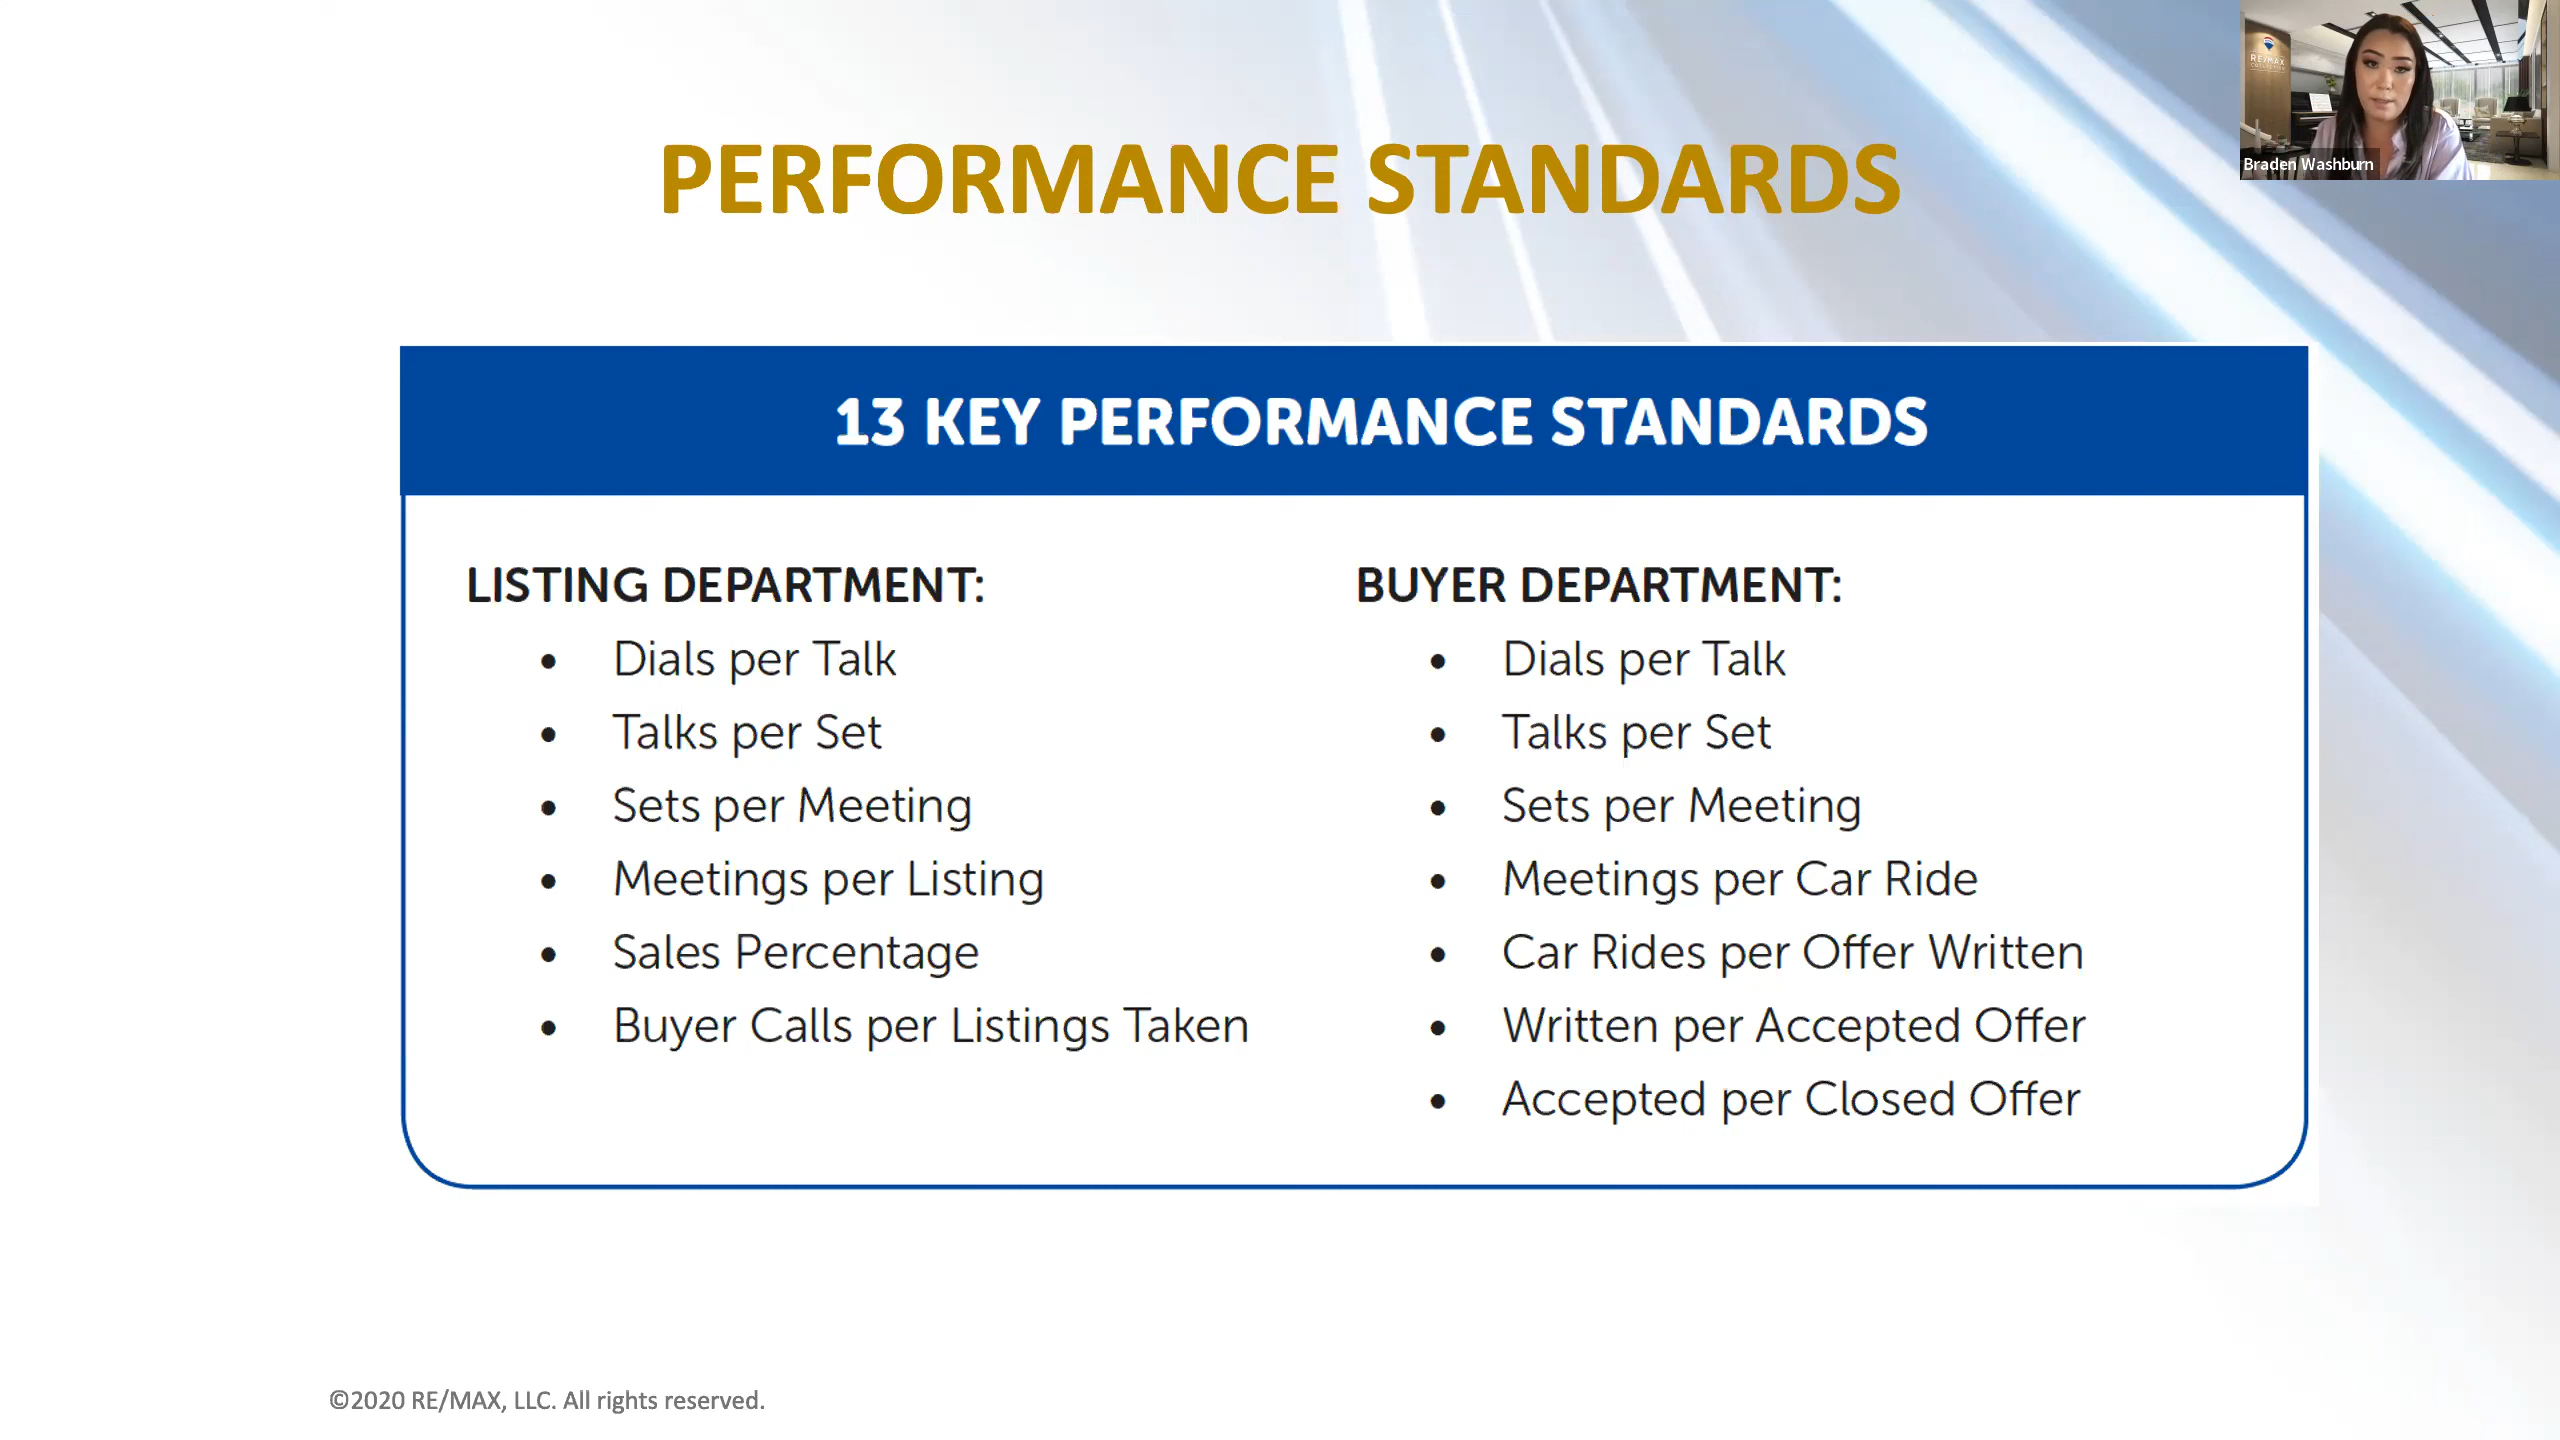 RE/MAX
Braden Washburn
PERFORMANCE STANDARDS
13 KEY PERFORMANCE STANDARDS
LISTING DEPARTMENT:
• Dials per Talk
• Talks per Set
• Sets per Meeting
• Meetings per Listing
• Sales Percentage
• Buyer Calls per Listings Taken
BUYER DEPARTMENT:
• Dials per Talk
• Talks per Set
• Sets per Meeting
• Meetings per Car Ride
• Car Rides per Offer Written
• Written per Accepted Offer
• Accepted per Closed Offer
©2020 RE/MAX, LLC. All rights reserved.